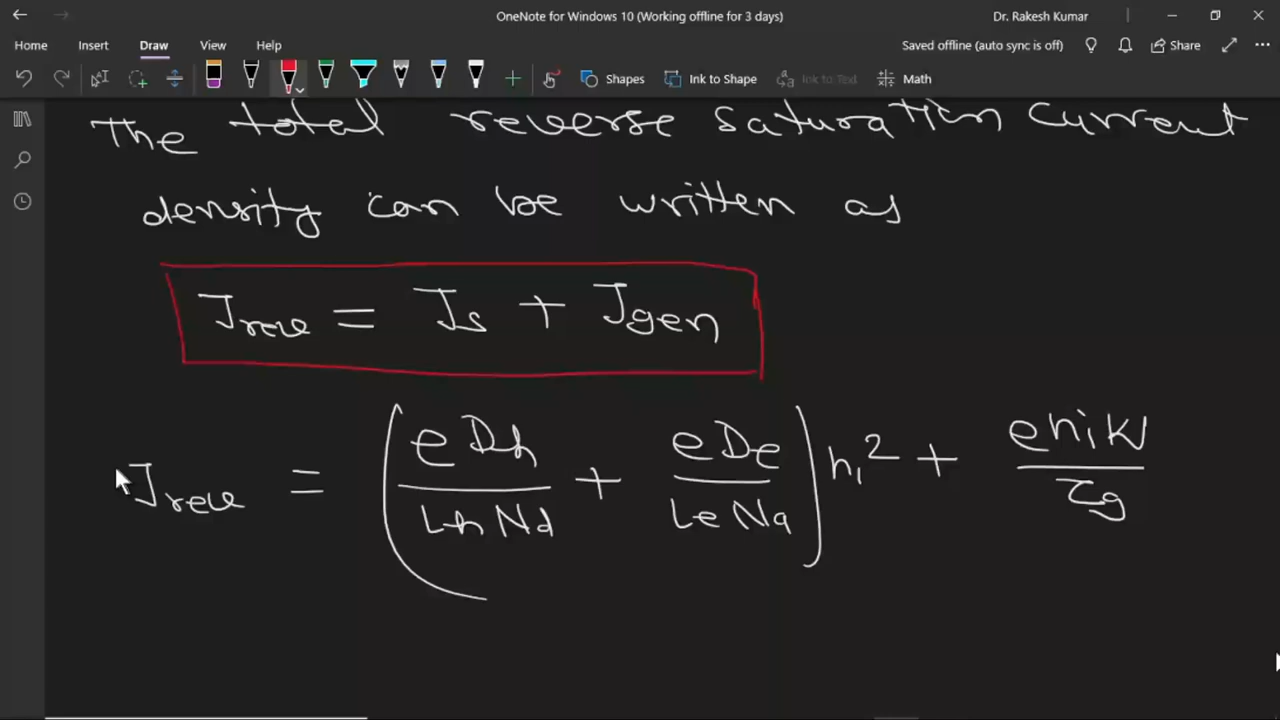 OneNote for Windows 10 (Working offline for 3 days) Dr. Rakesh Kumar
Home Insert Draw View Help Saved offline (auto sync is off) Share
Shapes Ink to Shape Ink to Text Math
The total reverse saturation current
density can be written as
Jrev = Js + Jgen
Jrev = (eDh/LhNd + eDe/LeNa) ni² + eniW/τg